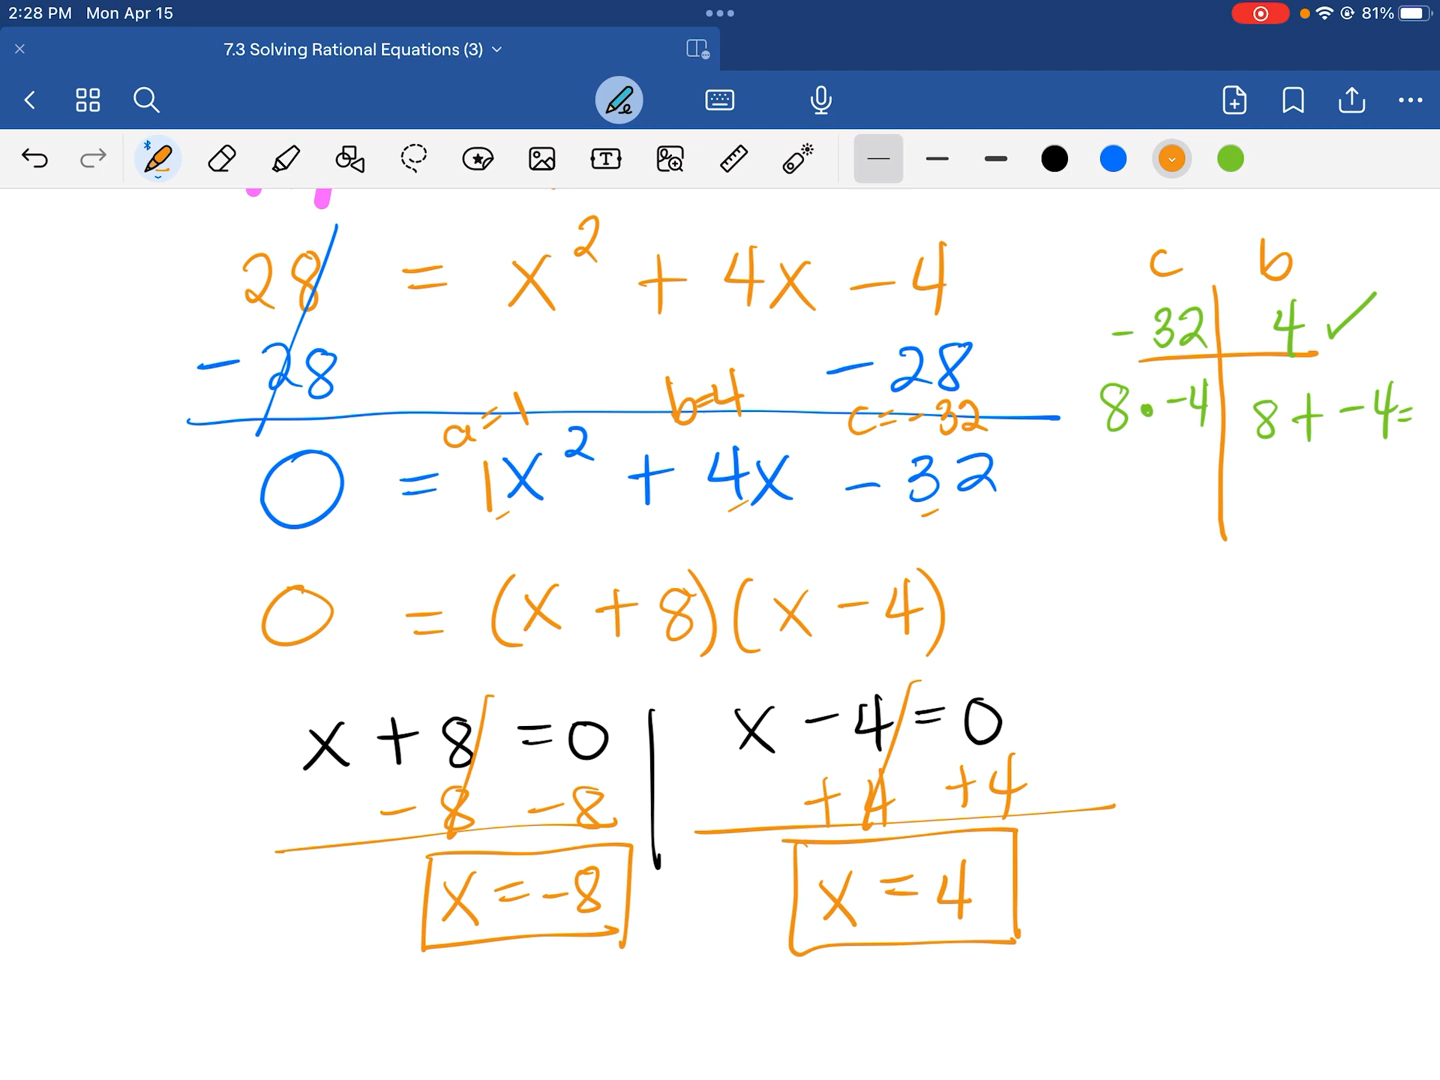 2:28 PM Mon Apr 15
81%
7.3 Solving Rational Equations (3)
28 = x² + 4x − 4
−28 −28
a=1 b=4 c=−32
0 = 1x² + 4x − 32
0 = (x + 8)(x − 4)
x + 8 = 0
− 8 − 8
x = −8
x − 4 = 0
+ 4 + 4
x = 4
c b
−32 4 ✓
8 • −4 8 + −4 =